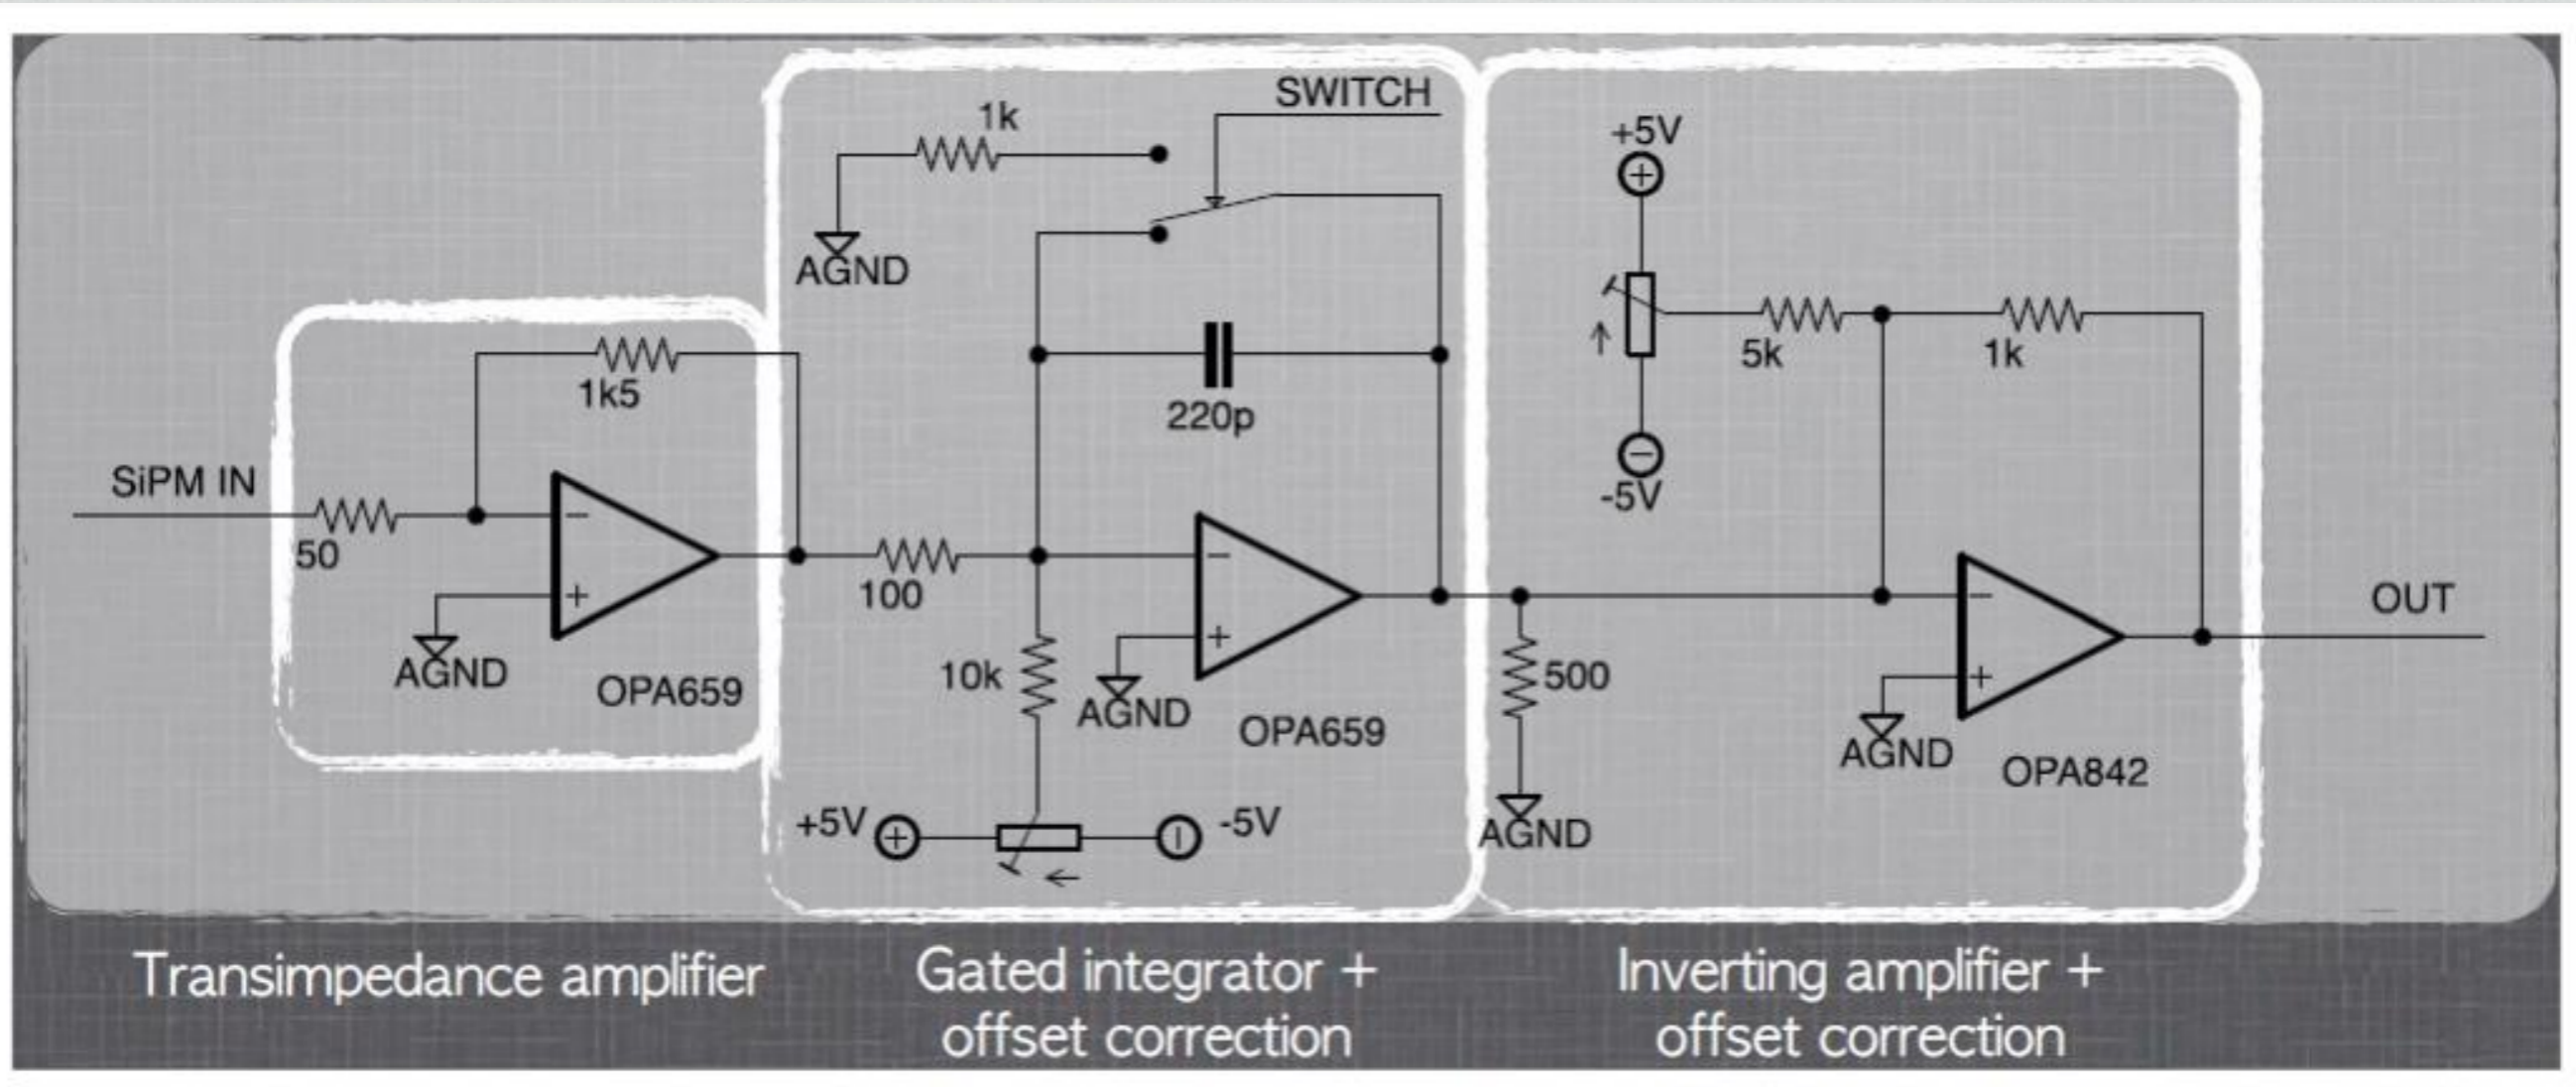 SWITCH
1k
+5V
AGND
1k5
5k
1k
220p
SiPM IN
-5V
50
100
OUT
AGND
OPA659
10k
AGND
OPA659
500
AGND
OPA842
+5V
-5V
AGND
Transimpedance amplifier
Gated integrator +
offset correction
Inverting amplifier +
offset correction